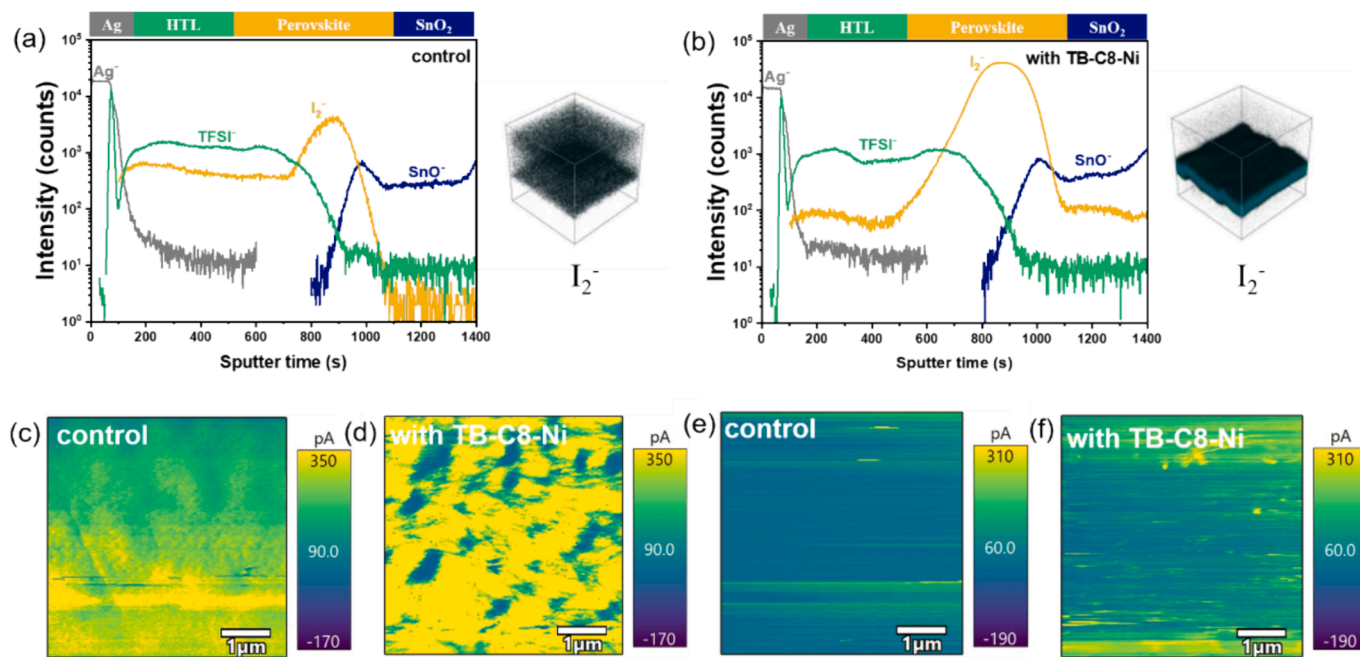 Ag HTL Perovskite SnO₂
(a)
control
Ag⁻
I₂⁻
TFSI⁻
SnO⁻
Intensity (counts)
10⁵
10⁴
10³
10²
10¹
10⁰
0 200 400 600 800 1000 1200 1400
Sputter time (s)
I₂⁻
Ag HTL Perovskite SnO₂
(b)
with TB-C8-Ni
Ag⁻
I₂⁻
TFSI⁻
SnO⁻
Intensity (counts)
10⁵
10⁴
10³
10²
10¹
10⁰
0 200 400 600 800 1000 1200 1400
Sputter time (s)
I₂⁻
(c)
control
1μm
pA
350
90.0
-170
(d)
with TB-C8-Ni
1μm
pA
350
90.0
-170
(e)
control
1μm
pA
310
60.0
-190
(f)
with TB-C8-Ni
1μm
pA
310
60.0
-190